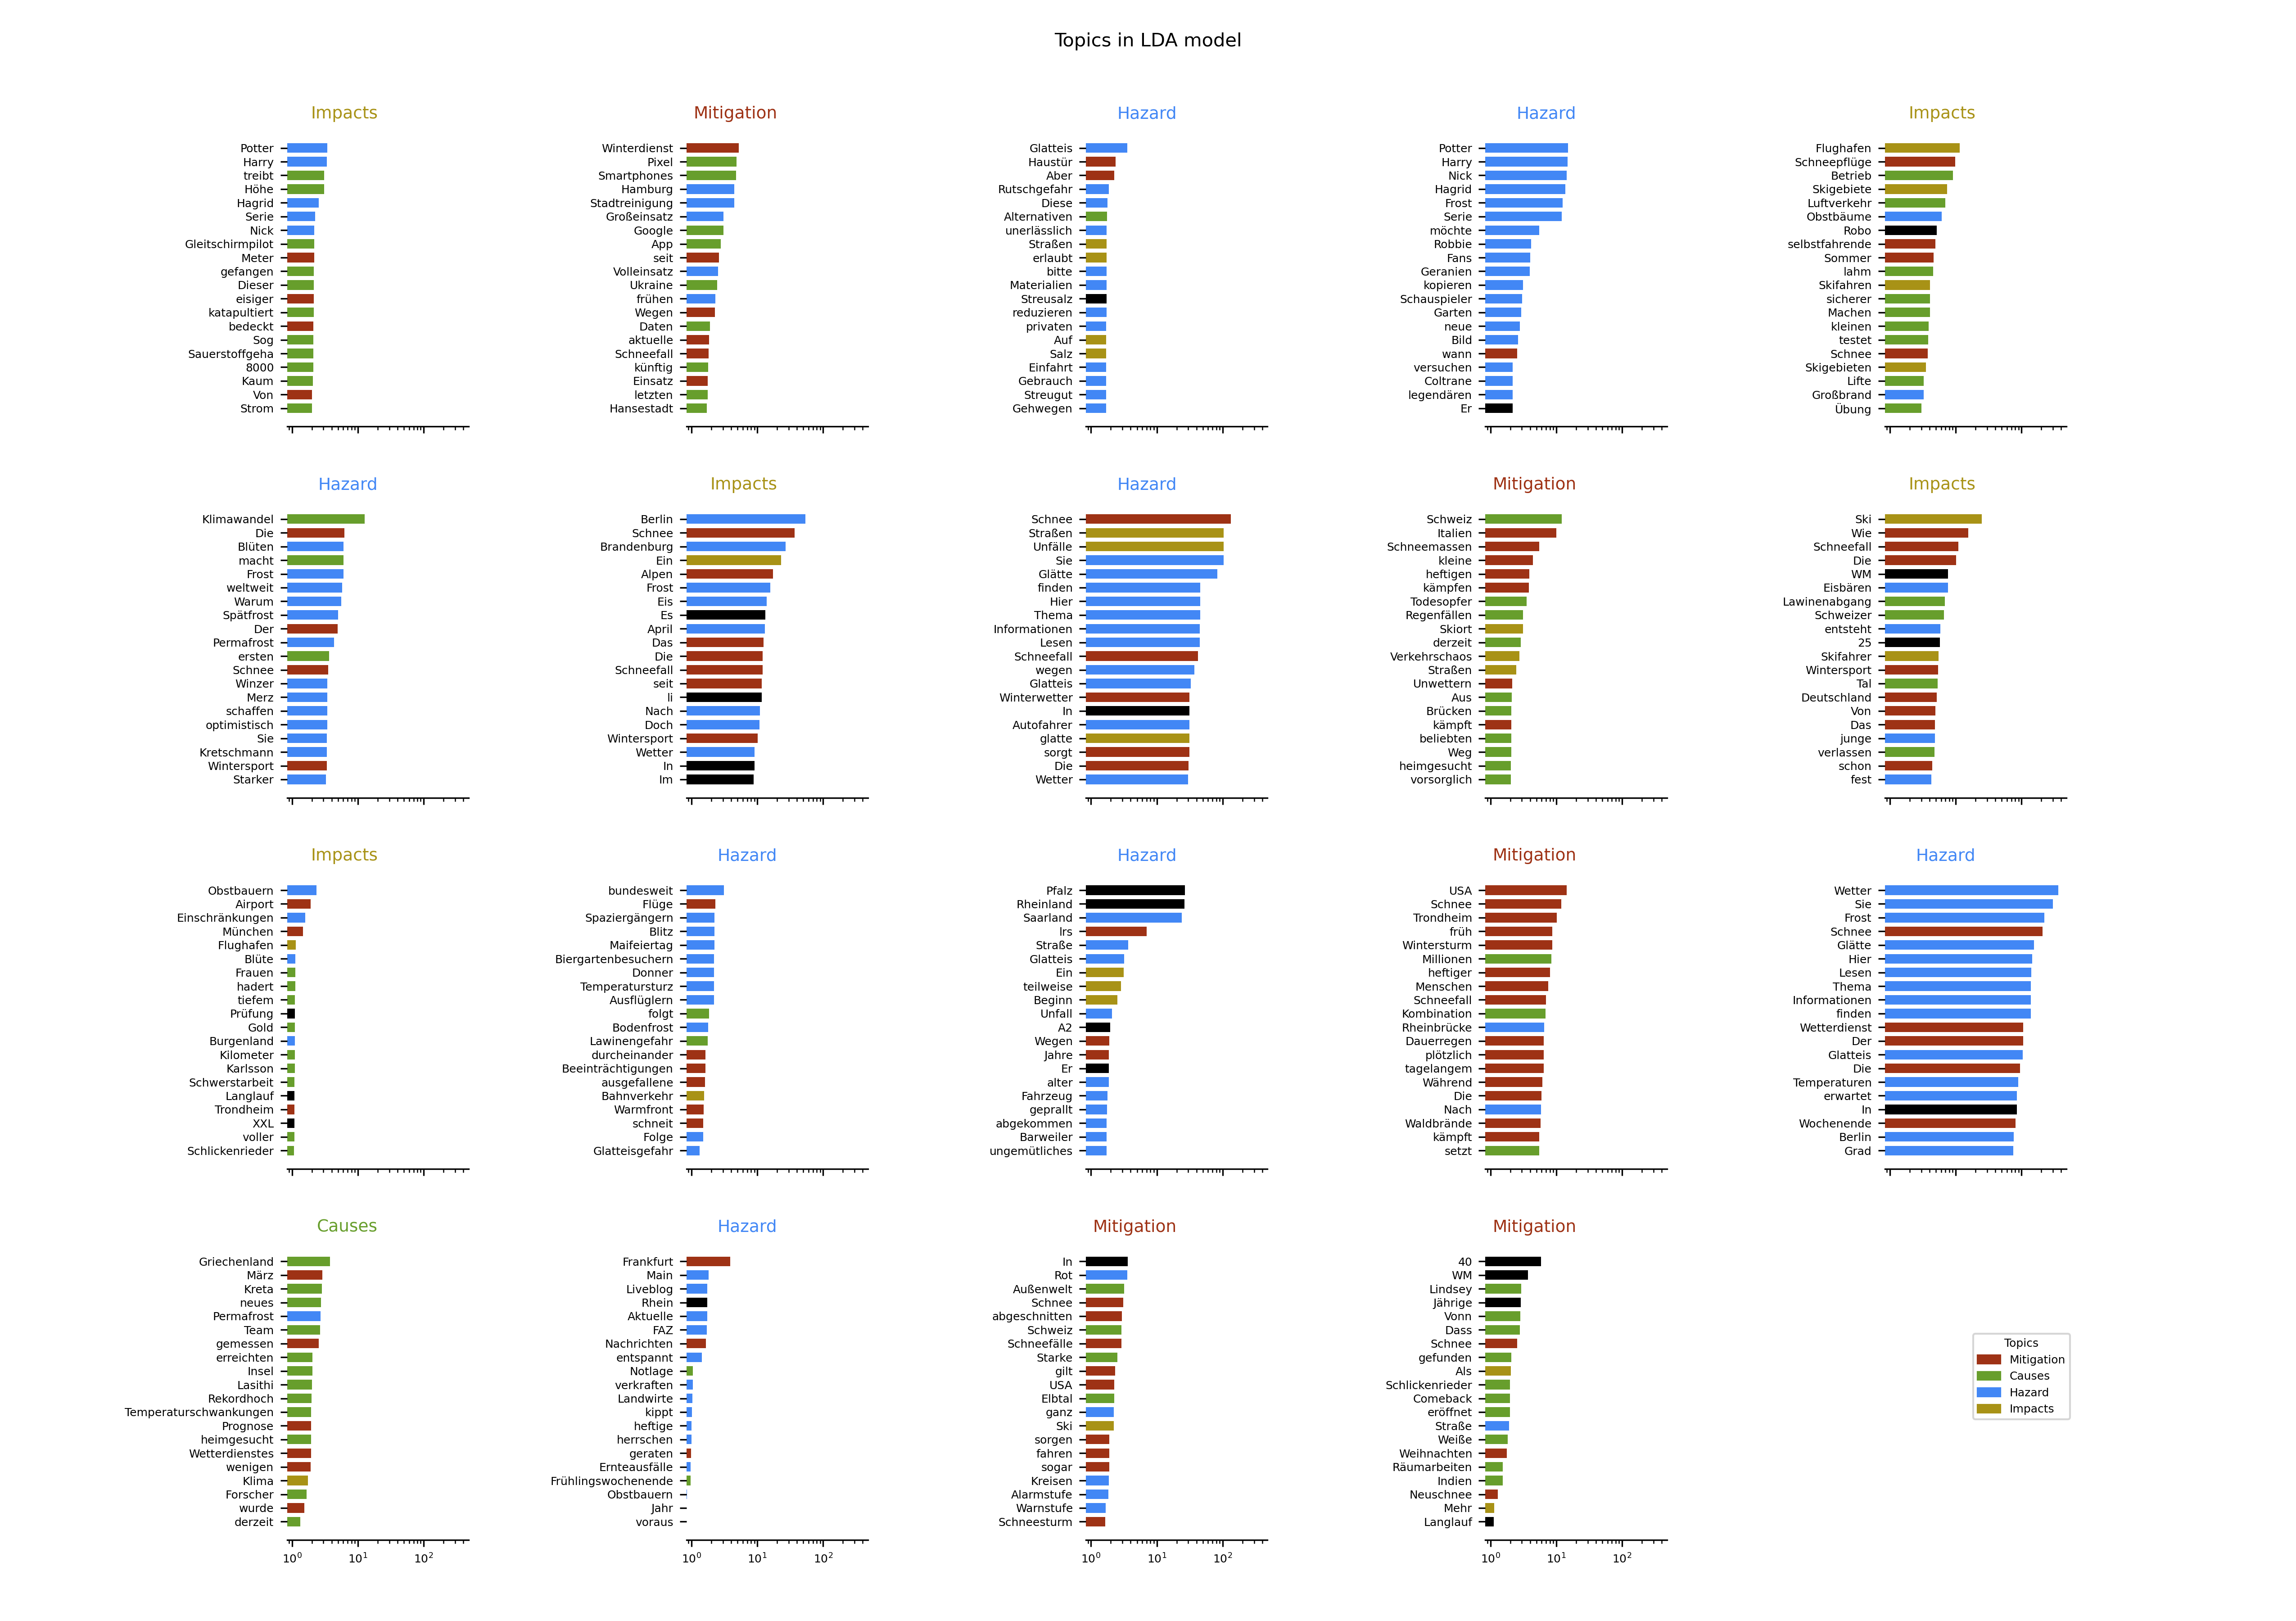 Topics in LDA model
Impacts
Potter
Harry
treibt
Höhe
Hagrid
Serie
Nick
Gleitschirmpilot
Meter
gefangen
Dieser
eisiger
katapultiert
bedeckt
Sog
Sauerstoffgeha
8000
Kaum
Von
Strom
Mitigation
Winterdienst
Pixel
Smartphones
Hamburg
Stadtreinigung
Großeinsatz
Google
App
seit
Volleinsatz
Ukraine
frühen
Wegen
Daten
aktuelle
Schneefall
künftig
Einsatz
letzten
Hansestadt
Hazard
Glatteis
Haustür
Aber
Rutschgefahr
Diese
Alternativen
unerlässlich
Straßen
erlaubt
bitte
Materialien
Streusalz
reduzieren
privaten
Auf
Salz
Einfahrt
Gebrauch
Streugut
Gehwegen
Hazard
Potter
Harry
Nick
Hagrid
Frost
Serie
möchte
Robbie
Fans
Geranien
kopieren
Schauspieler
Garten
neue
Bild
wann
versuchen
Coltrane
legendären
Er
Impacts
Flughafen
Schneepflüge
Betrieb
Skigebiete
Luftverkehr
Obstbäume
Robo
selbstfahrende
Sommer
lahm
Skifahren
sicherer
Machen
kleinen
testet
Schnee
Skigebieten
Lifte
Großbrand
Übung
Hazard
Klimawandel
Die
Blüten
macht
Frost
weltweit
Warum
Spätfrost
Der
Permafrost
ersten
Schnee
Winzer
Merz
schaffen
optimistisch
Sie
Kretschmann
Wintersport
Starker
Impacts
Berlin
Schnee
Brandenburg
Ein
Alpen
Frost
Eis
Es
April
Das
Die
Schneefall
seit
li
Nach
Doch
Wintersport
Wetter
In
Im
Hazard
Schnee
Straßen
Unfälle
Sie
Glätte
finden
Hier
Thema
Informationen
Lesen
Schneefall
wegen
Glatteis
Winterwetter
In
Autofahrer
glatte
sorgt
Die
Wetter
Mitigation
Schweiz
Italien
Schneemassen
kleine
heftigen
kämpfen
Todesopfer
Regenfällen
Skiort
derzeit
Verkehrschaos
Straßen
Unwettern
Aus
Brücken
kämpft
beliebten
Weg
heimgesucht
vorsorglich
Impacts
Ski
Wie
Schneefall
Die
WM
Eisbären
Lawinenabgang
Schweizer
entsteht
25
Skifahrer
Wintersport
Tal
Deutschland
Von
Das
junge
verlassen
schon
fest
Impacts
Obstbauern
Airport
Einschränkungen
München
Flughafen
Blüte
Frauen
hadert
tiefem
Prüfung
Gold
Burgenland
Kilometer
Karlsson
Schwerstarbeit
Langlauf
Trondheim
XXL
voller
Schlickenrieder
Hazard
bundesweit
Flüge
Spaziergängern
Blitz
Maifeiertag
Biergartenbesuchern
Donner
Temperatursturz
Ausflüglern
folgt
Bodenfrost
Lawinengefahr
durcheinander
Beeinträchtigungen
ausgefallene
Bahnverkehr
Warmfront
schneit
Folge
Glatteisgefahr
Hazard
Pfalz
Rheinland
Saarland
lrs
Straße
Glatteis
Ein
teilweise
Beginn
Unfall
A2
Wegen
Jahre
Er
alter
Fahrzeug
geprallt
abgekommen
Barweiler
ungemütliches
Mitigation
USA
Schnee
Trondheim
früh
Wintersturm
Millionen
heftiger
Menschen
Schneefall
Kombination
Rheinbrücke
Dauerregen
plötzlich
tagelangem
Während
Die
Nach
Waldbrände
kämpft
setzt
Hazard
Wetter
Sie
Frost
Schnee
Glätte
Hier
Lesen
Thema
Informationen
finden
Wetterdienst
Der
Glatteis
Die
Temperaturen
erwartet
In
Wochenende
Berlin
Grad
Causes
Griechenland
März
Kreta
neues
Permafrost
Team
gemessen
erreichten
Insel
Lasithi
Rekordhoch
Temperaturschwankungen
Prognose
heimgesucht
Wetterdienstes
wenigen
Klima
Forscher
wurde
derzeit
10⁰ 10¹ 10²
Hazard
Frankfurt
Main
Liveblog
Rhein
Aktuelle
FAZ
Nachrichten
entspannt
Notlage
verkraften
Landwirte
kippt
heftige
herrschen
geraten
Ernteausfälle
Frühlingswochenende
Obstbauern
Jahr
voraus
10⁰ 10¹ 10²
Mitigation
In
Rot
Außenwelt
Schnee
abgeschnitten
Schweiz
Schneefälle
Starke
gilt
USA
Elbtal
ganz
Ski
sorgen
fahren
sogar
Kreisen
Alarmstufe
Warnstufe
Schneesturm
10⁰ 10¹ 10²
Mitigation
40
WM
Lindsey
Jährige
Vonn
Dass
Schnee
gefunden
Als
Schlickenrieder
Comeback
eröffnet
Straße
Weiße
Weihnachten
Räumarbeiten
Indien
Neuschnee
Mehr
Langlauf
10⁰ 10¹ 10²
Topics
Mitigation
Causes
Hazard
Impacts